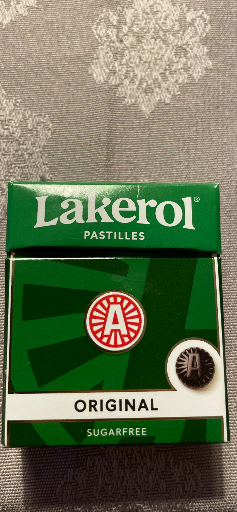 Lakerol®
PASTILLES
A
A
ORIGINAL
SUGARFREE